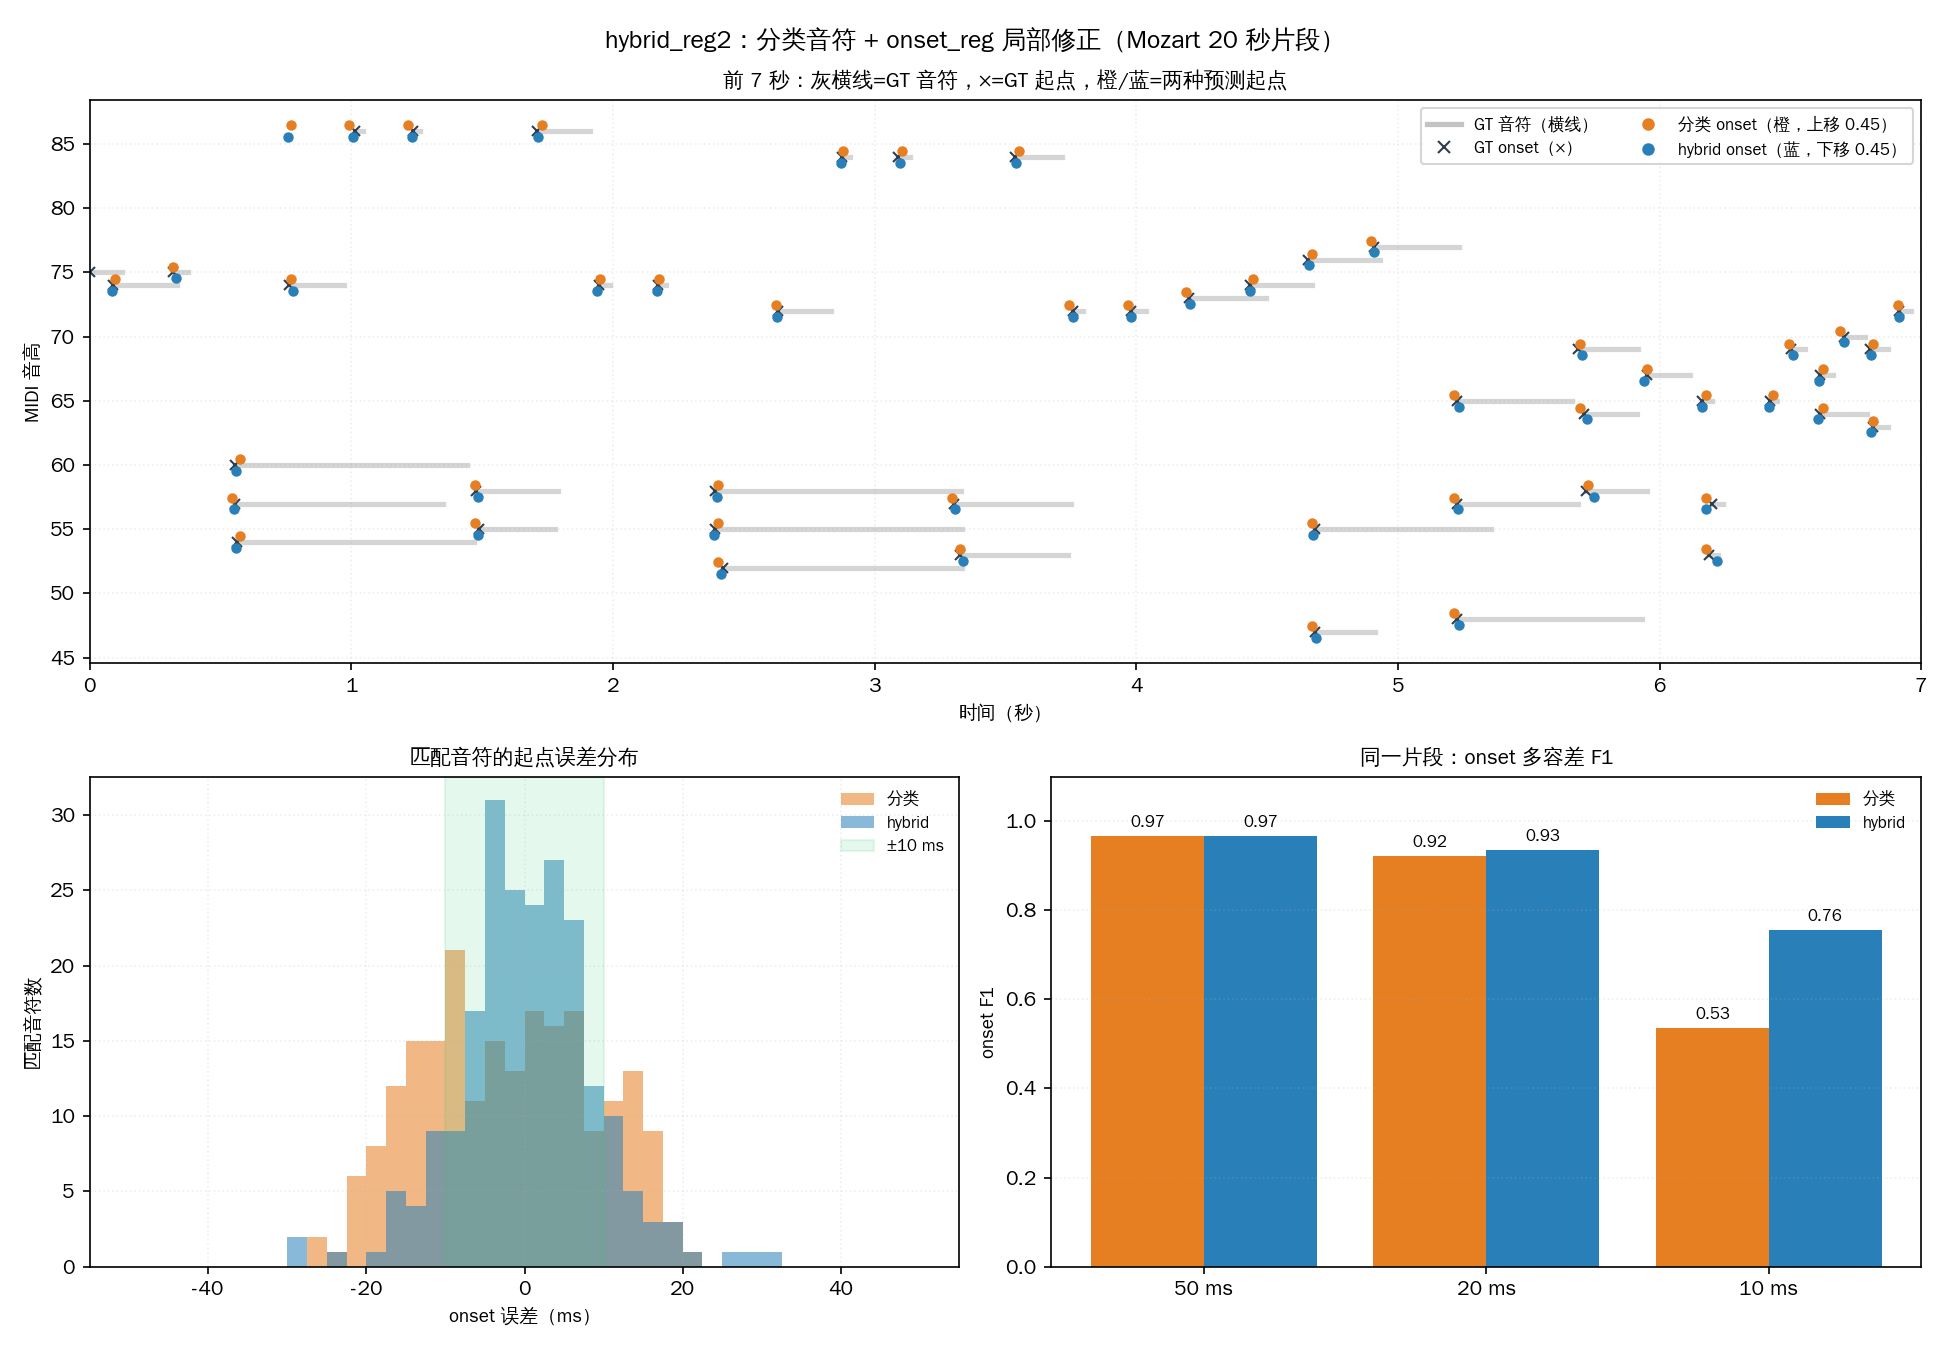 hybrid_reg2：分类音符 + onset_reg 局部修正（Mozart 20 秒片段）
前 7 秒：灰横线=GT 音符，×=GT 起点，橙/蓝=两种预测起点
GT 音符（横线）
GT onset（×）
分类 onset（橙，上移 0.45）
hybrid onset（蓝，下移 0.45）
MIDI 音高
85
80
75
70
65
60
55
50
45
0 1 2 3 4 5 6 7
时间（秒）
匹配音符的起点误差分布
分类
hybrid
±10 ms
匹配音符数
30
25
20
15
10
5
0
-40 -20 0 20 40
onset 误差（ms）
同一片段：onset 多容差 F1
分类
hybrid
onset F1
1.0
0.8
0.6
0.4
0.2
0.0
0.97 0.97 0.92 0.93 0.53 0.76
50 ms 20 ms 10 ms